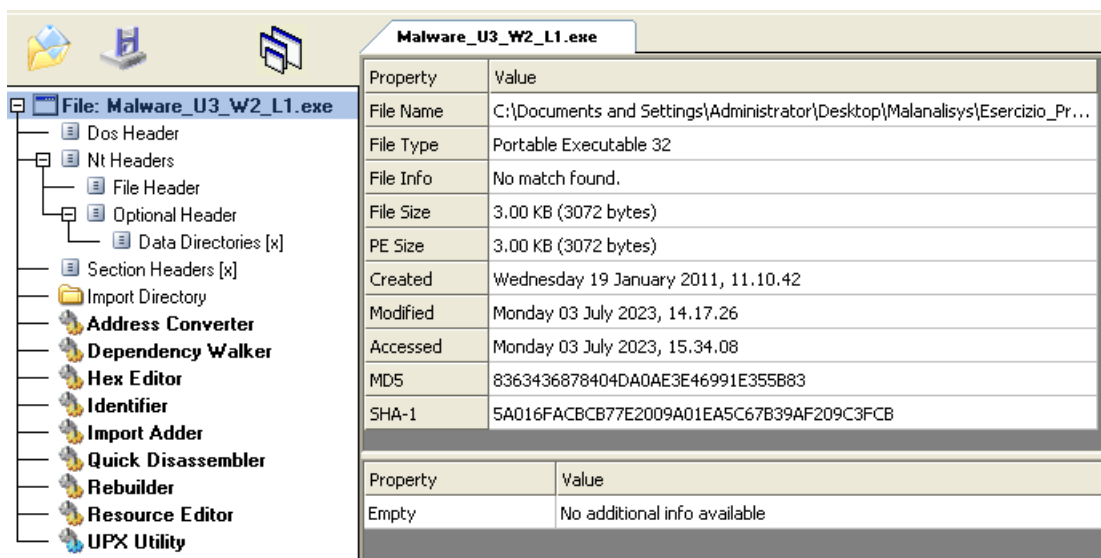 Malware_U3_W2_L1.exe
File: Malware_U3_W2_L1.exe
Dos Header
Nt Headers
File Header
Optional Header
Data Directories [x]
Section Headers [x]
Import Directory
Address Converter
Dependency Walker
Hex Editor
Identifier
Import Adder
Quick Disassembler
Rebuilder
Resource Editor
UPX Utility
Property Value
File Name C:\Documents and Settings\Administrator\Desktop\Malanalisys\Esercizio_Pr...
File Type Portable Executable 32
File Info No match found.
File Size 3.00 KB (3072 bytes)
PE Size 3.00 KB (3072 bytes)
Created Wednesday 19 January 2011, 11.10.42
Modified Monday 03 July 2023, 14.17.26
Accessed Monday 03 July 2023, 15.34.08
MD5 8363436878404DA0AE3E46991E355B83
SHA-1 5A016FACBCB77E2009A01EA5C67B39AF209C3FCB
Property Value
Empty No additional info available